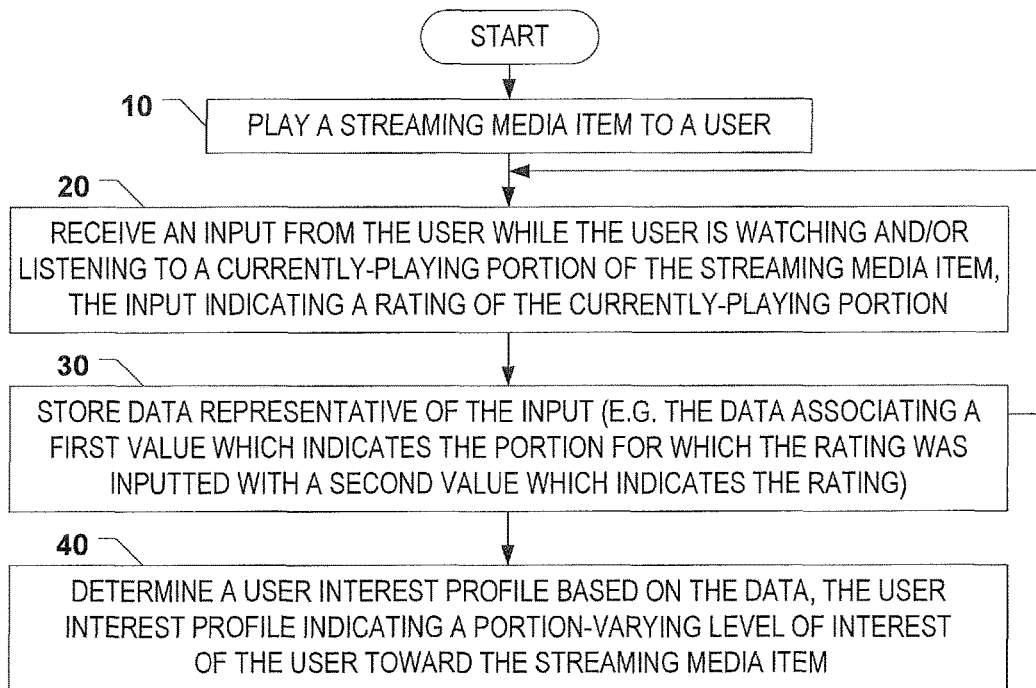 START
10
PLAY A STREAMING MEDIA ITEM TO A USER
20
RECEIVE AN INPUT FROM THE USER WHILE THE USER IS WATCHING AND/OR
LISTENING TO A CURRENTLY-PLAYING PORTION OF THE STREAMING MEDIA ITEM,
THE INPUT INDICATING A RATING OF THE CURRENTLY-PLAYING PORTION
30
STORE DATA REPRESENTATIVE OF THE INPUT (E.G. THE DATA ASSOCIATING A
FIRST VALUE WHICH INDICATES THE PORTION FOR WHICH THE RATING WAS
INPUTTED WITH A SECOND VALUE WHICH INDICATES THE RATING)
40
DETERMINE A USER INTEREST PROFILE BASED ON THE DATA, THE USER
INTEREST PROFILE INDICATING A PORTION-VARYING LEVEL OF INTEREST
OF THE USER TOWARD THE STREAMING MEDIA ITEM